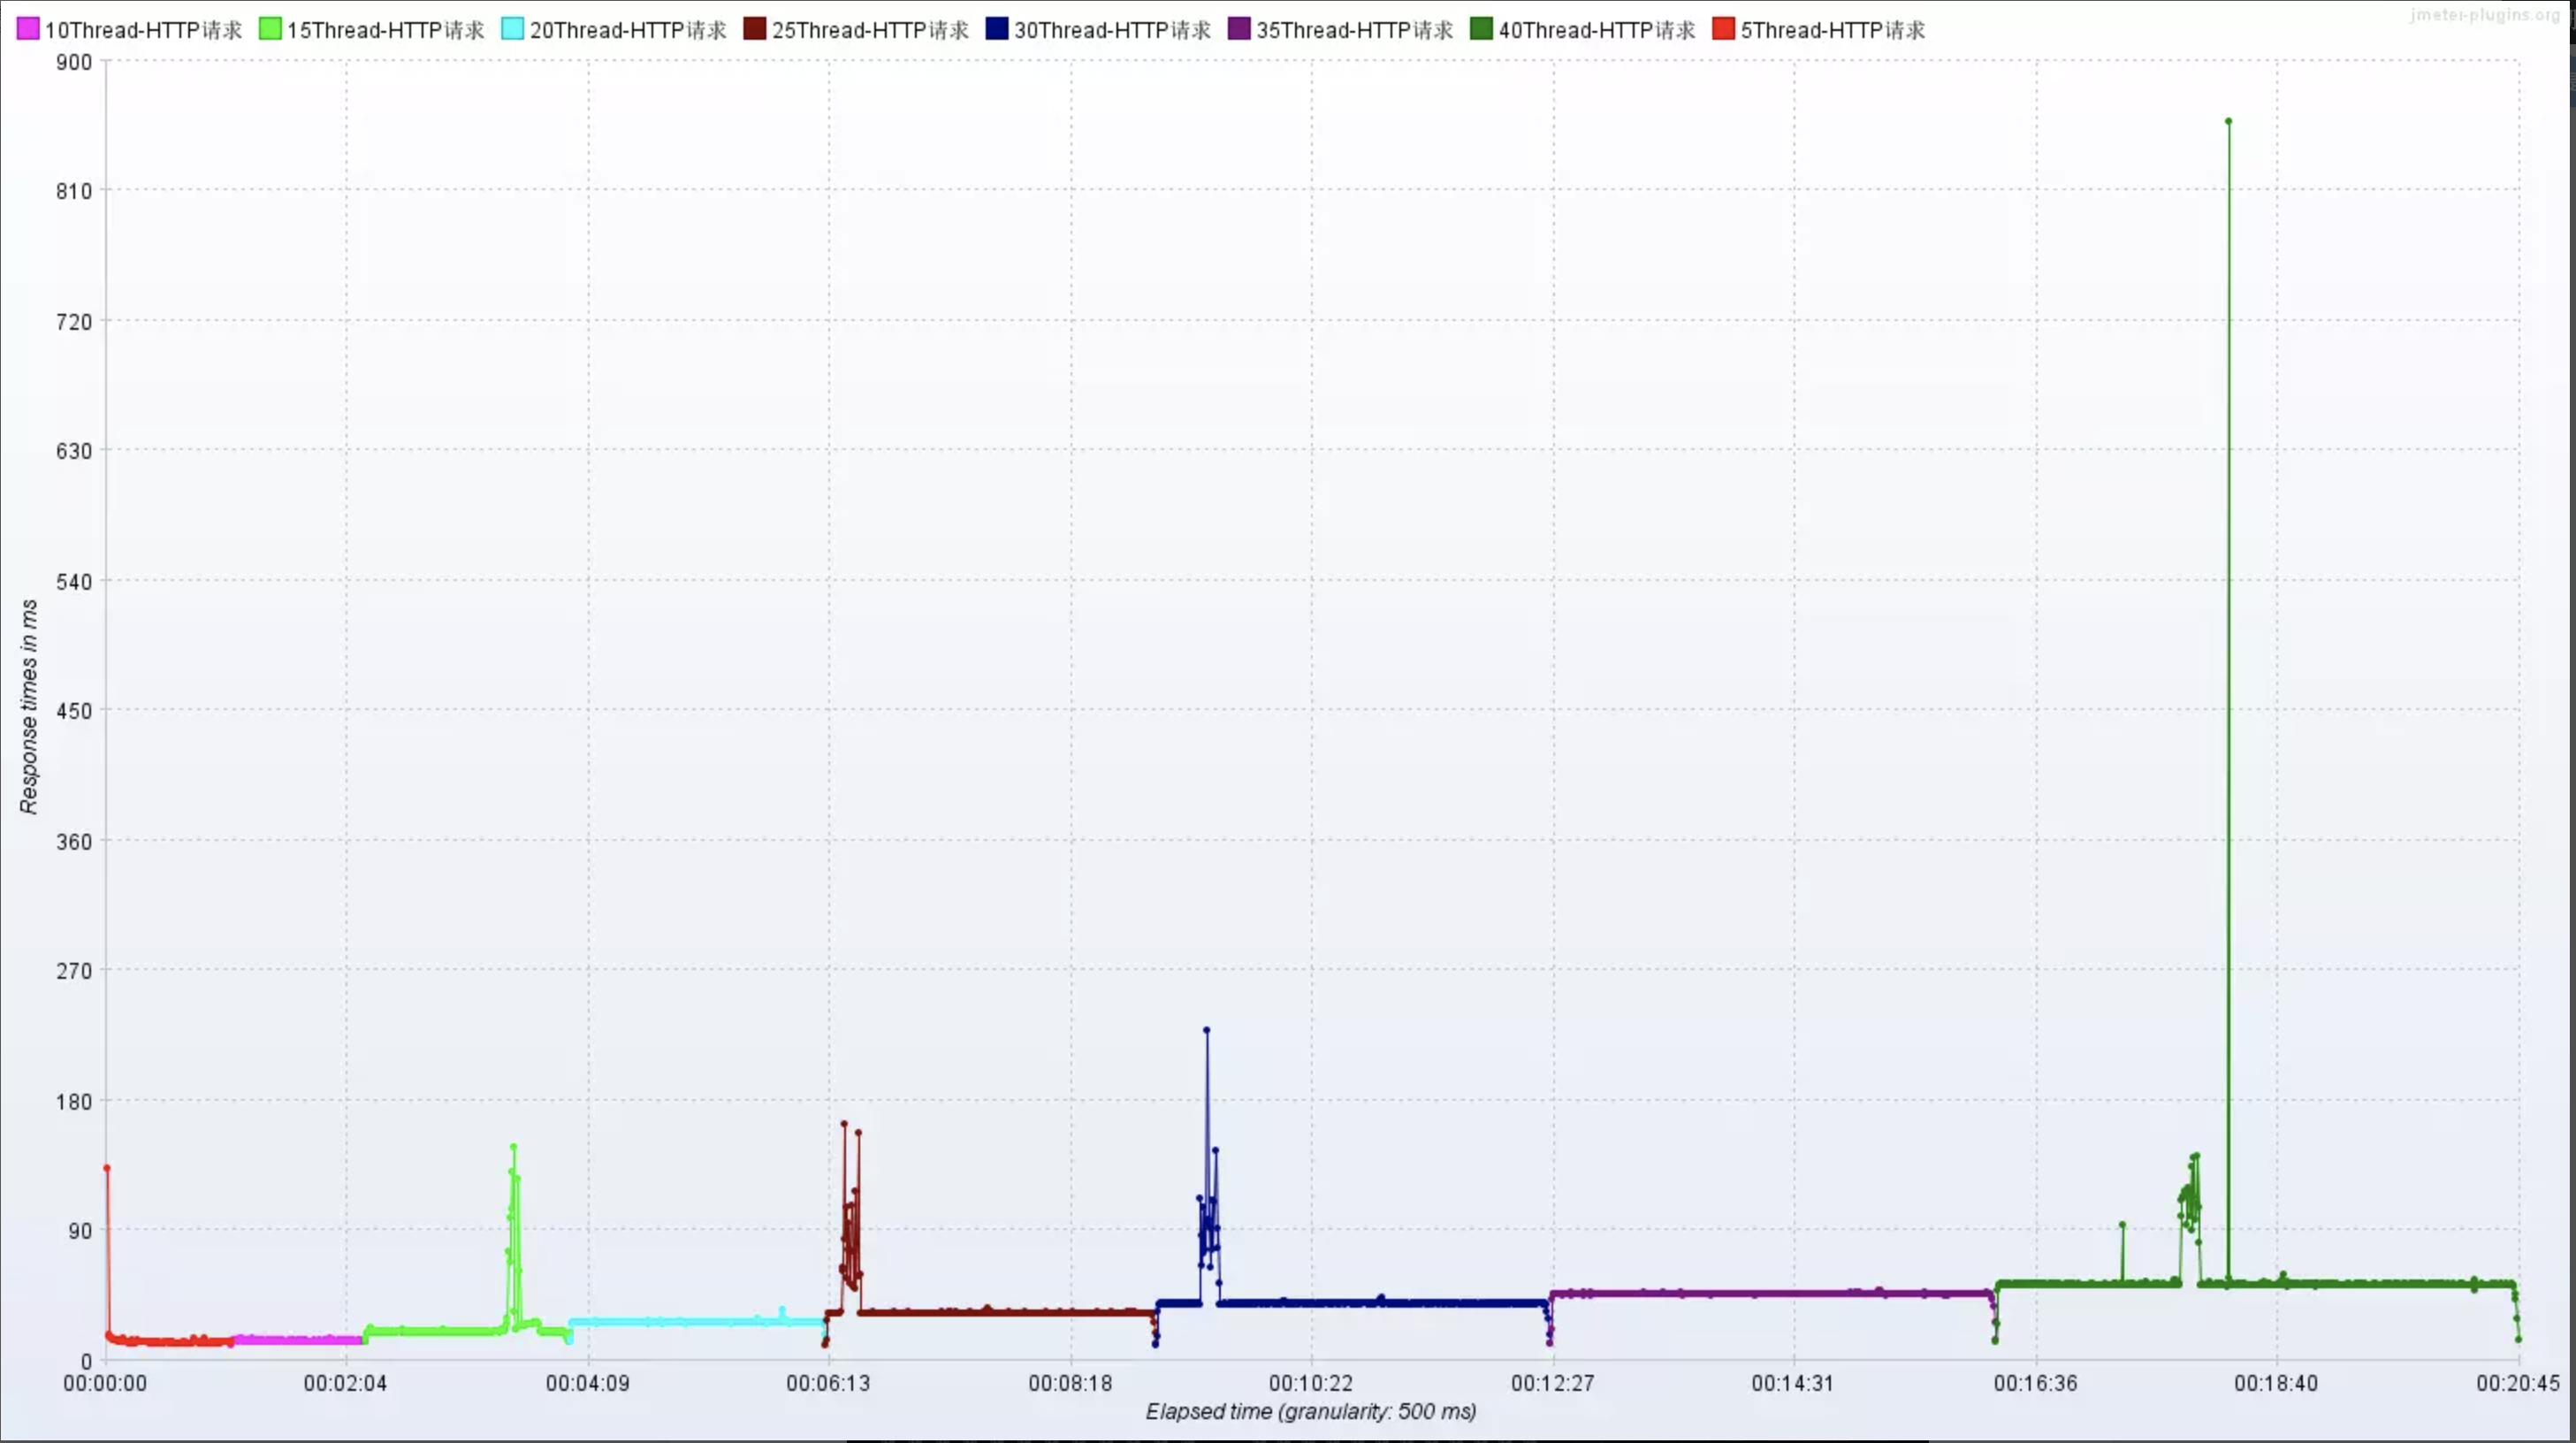 jmeter-plugins.org
10Thread-HTTP请求 15Thread-HTTP请求 20Thread-HTTP请求 25Thread-HTTP请求 30Thread-HTTP请求 35Thread-HTTP请求 40Thread-HTTP请求 5Thread-HTTP请求
900
810
720
630
540
450
360
270
180
90
0
Response times in ms
00:00:00 00:02:04 00:04:09 00:06:13 00:08:18 00:10:22 00:12:27 00:14:31 00:16:36 00:18:40 00:20:45
Elapsed time (granularity: 500 ms)